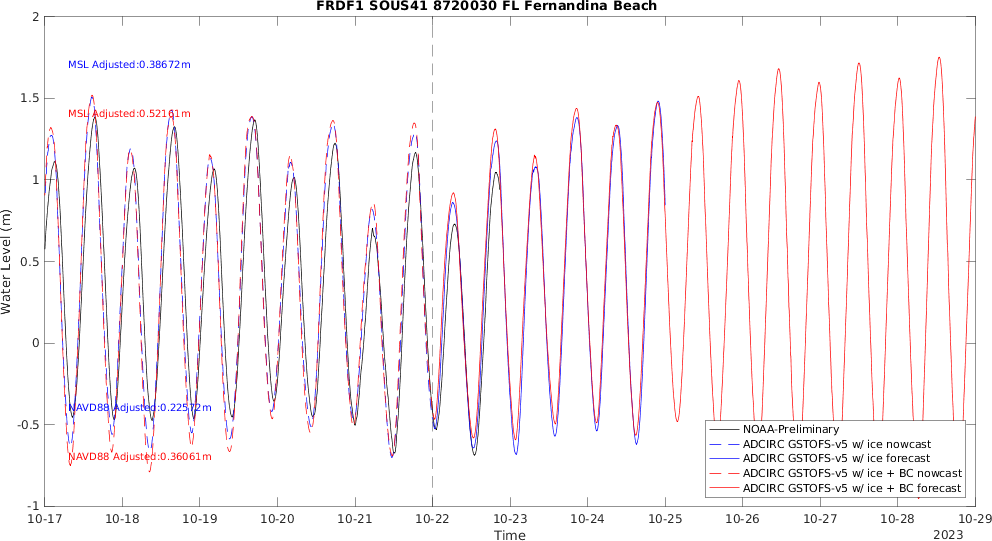 FRDF1 SOUS41 8720030 FL Fernandina Beach
2
1.5
1
0.5
0
-0.5
-1
Water Level (m)
MSL Adjusted:0.38672m
MSL Adjusted:0.52161m
NAVD88 Adjusted:0.22572m
NAVD88 Adjusted:0.36061m
NOAA-Preliminary
ADCIRC GSTOFS-v5 w/ ice nowcast
ADCIRC GSTOFS-v5 w/ ice forecast
ADCIRC GSTOFS-v5 w/ ice + BC nowcast
ADCIRC GSTOFS-v5 w/ ice + BC forecast
10-17 10-18 10-19 10-20 10-21 10-22 10-23 10-24 10-25 10-26 10-27 10-28 10-29
Time
2023